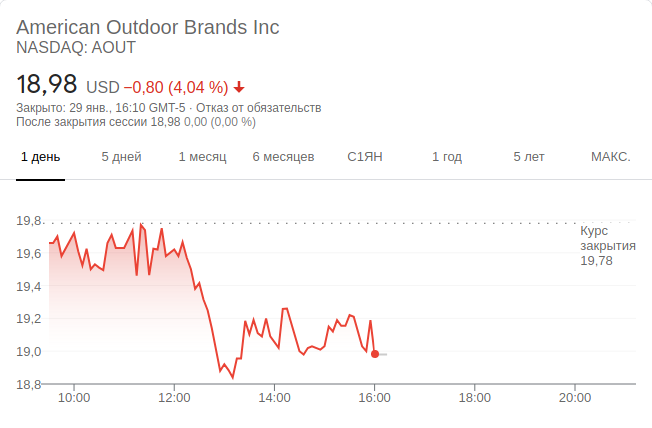 American Outdoor Brands Inc
NASDAQ: AOUT
18,98 USD −0,80 (4,04 %)
Закрыто: 29 янв., 16:10 GMT-5 · Отказ от обязательств
После закрытия сессии 18,98 0,00 (0,00 %)
1 день 5 дней 1 месяц 6 месяцев С1ЯН 1 год 5 лет МАКС.
19,8
19,6
19,4
19,2
19,0
18,8
Курс
закрытия
19,78
10:00 12:00 14:00 16:00 18:00 20:00